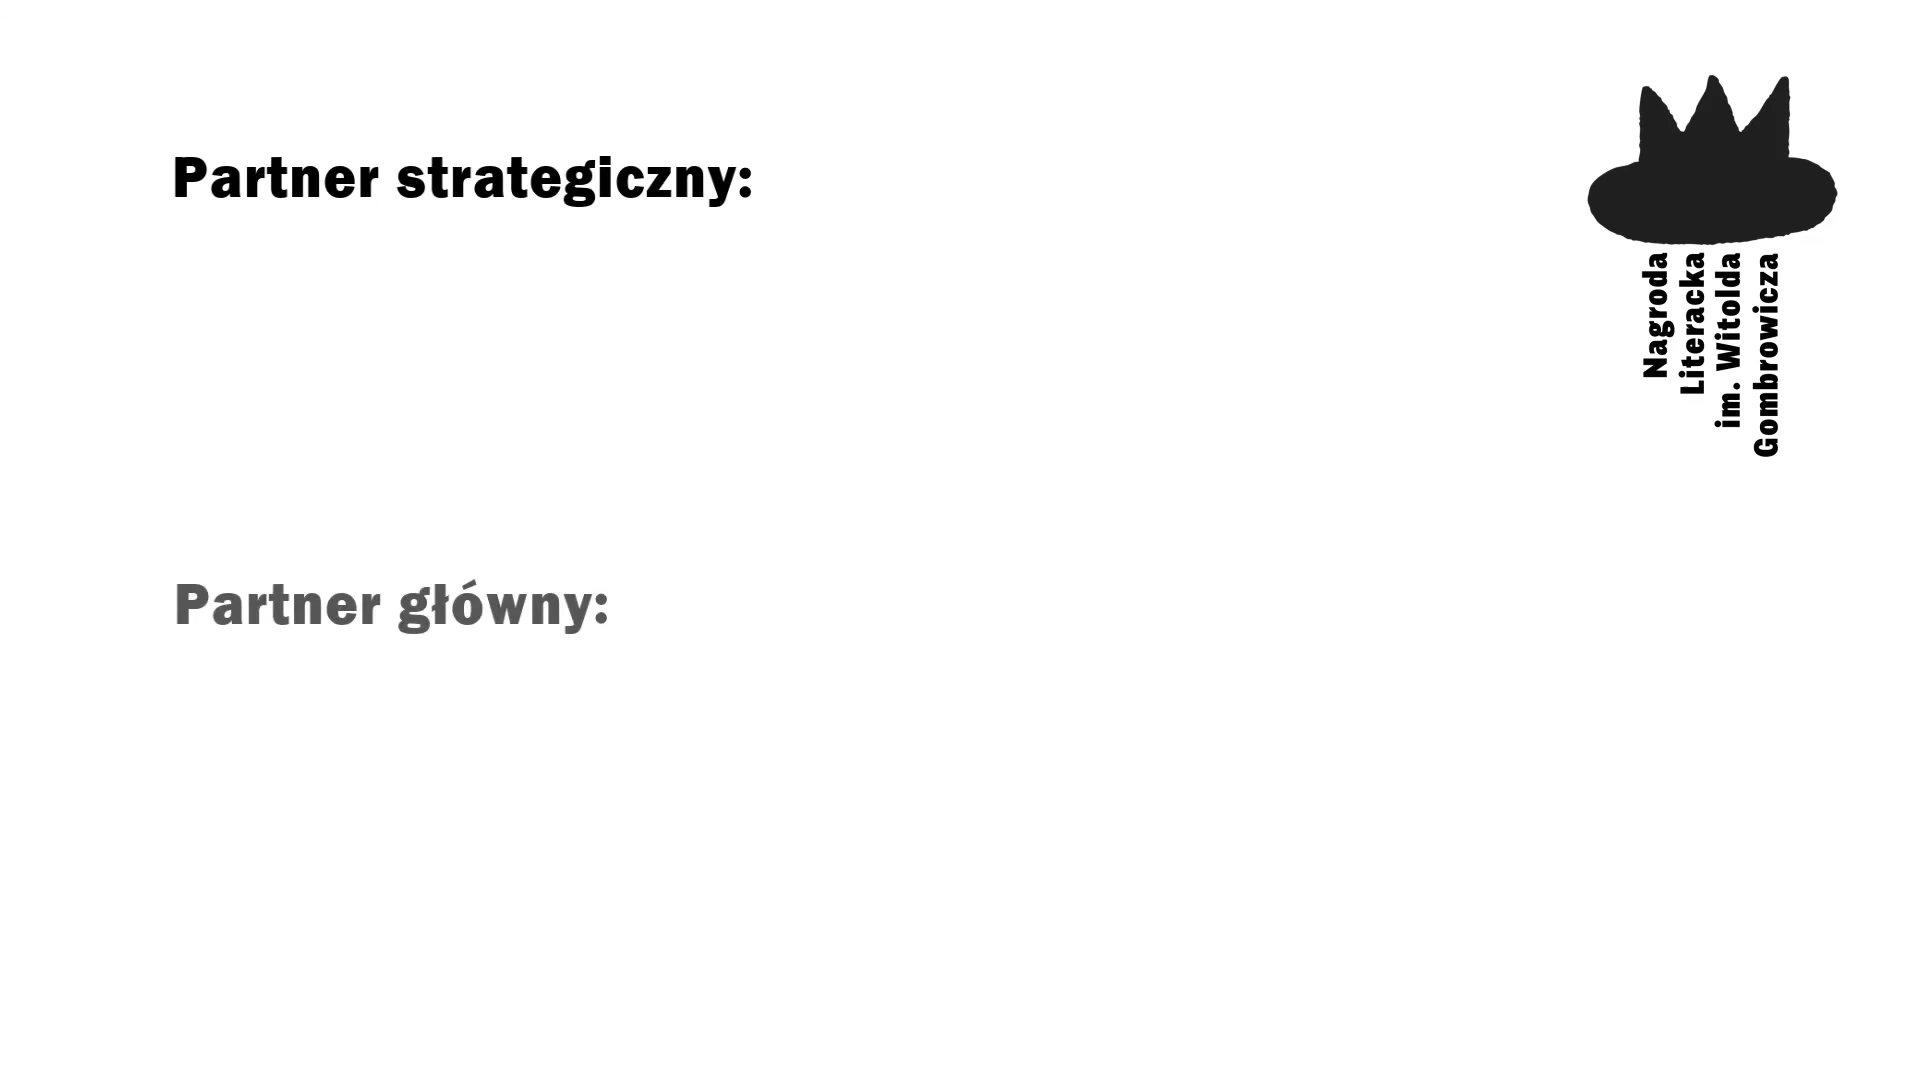 Partner strategiczny:
Nagroda
Literacka
im. Witolda
Gombrowicza
Partner główny: